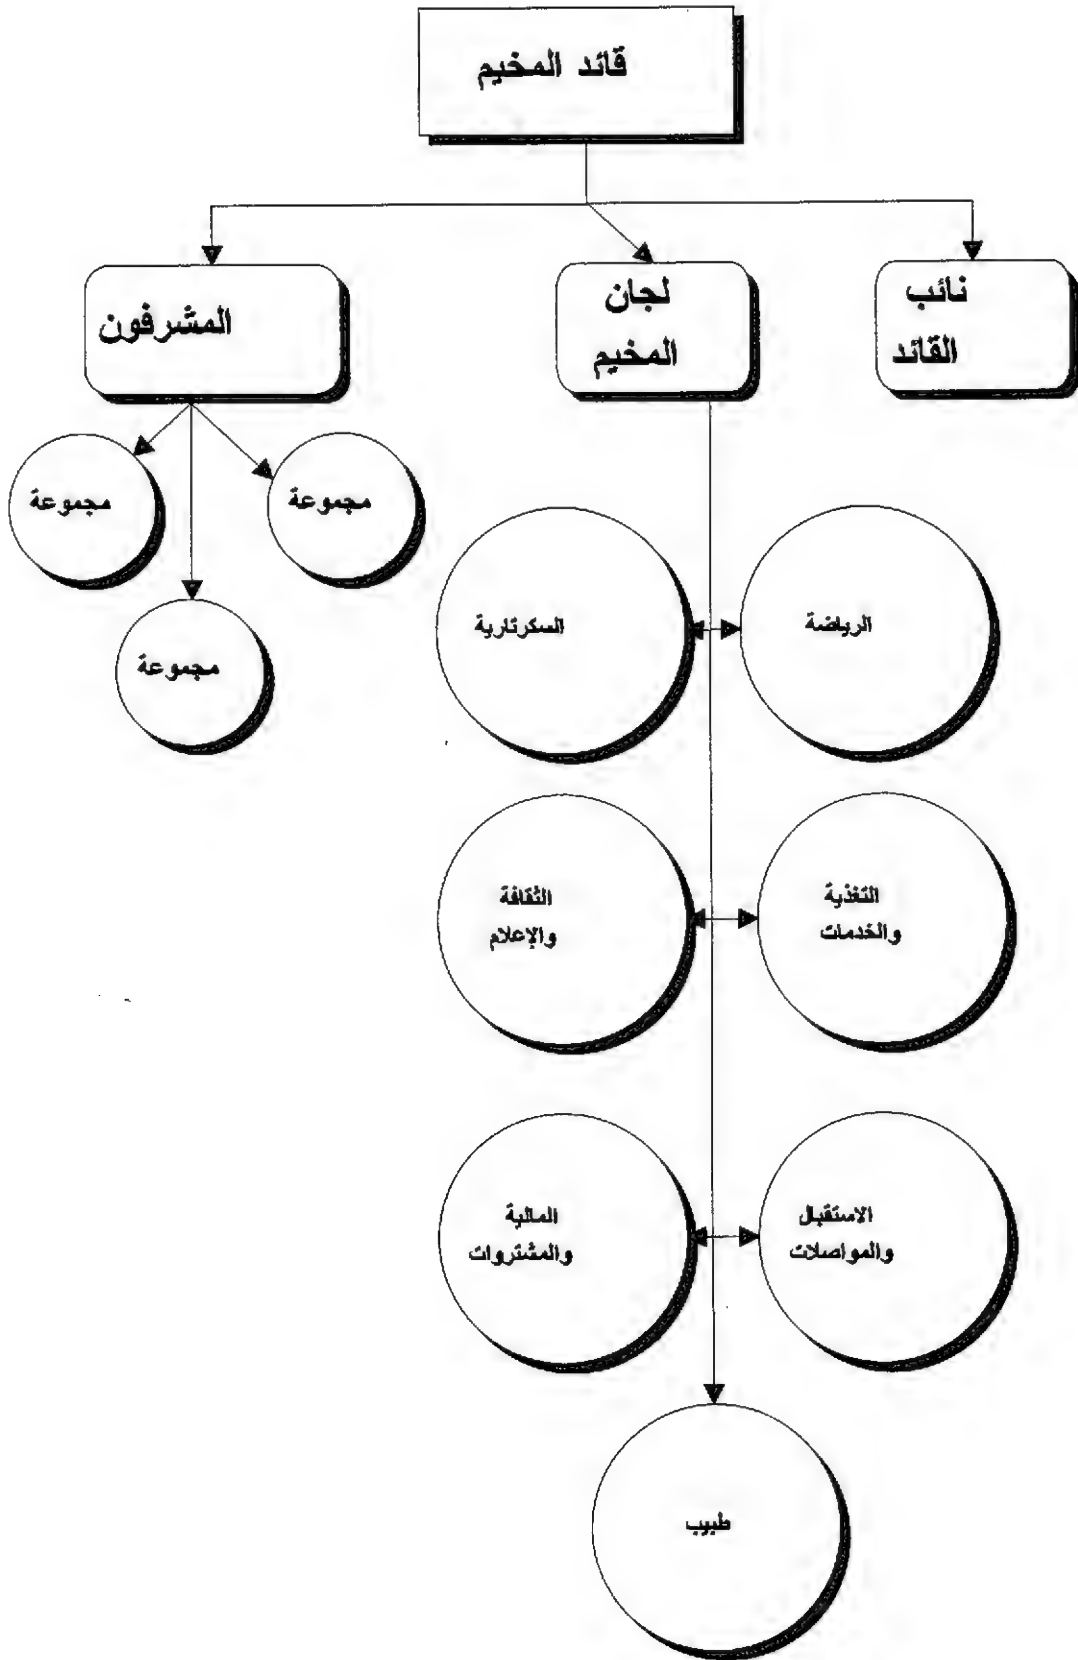 قائد المخيم
نائب
القائد
لجان
المخيم
المشرفون
مجموعة
مجموعة
مجموعة
الرياضة
السكرتارية
التغذية
والخدمات
الثقافة
والإعلام
الاستقبال
والمواصلات
المالية
والمشتروات
طبيب